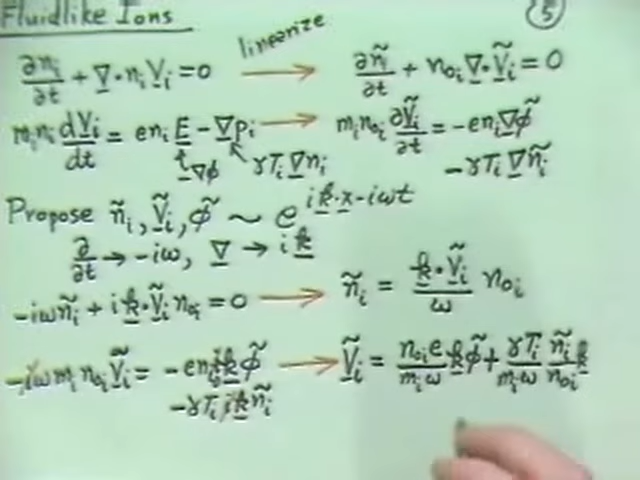 Fluidlike Ions ⑤
∂nᵢ/∂t + ∇·nᵢVᵢ = 0 linearize → ∂ñᵢ/∂t + n₀ᵢ∇·Ṽᵢ = 0
mᵢnᵢ dVᵢ/dt = enᵢE - ∇pᵢ → mᵢn₀ᵢ ∂Ṽᵢ/∂t = -enᵢ∇φ̃
-∇φ γTᵢ∇nᵢ -γTᵢ∇ñᵢ
Propose ñᵢ, Ṽᵢ, φ̃ ~ e^{ik·x-iωt}
∂/∂t → -iω, ∇ → ik
-iωñᵢ + ik·Ṽᵢn₀ᵢ = 0 → ñᵢ = (k·Ṽᵢ/ω) n₀ᵢ
-iωmᵢn₀ᵢṼᵢ = -en₀ᵢikφ̃ → Ṽᵢ = (n₀ᵢe/mᵢω) kφ̃ + (γTᵢ/mᵢω)(ñᵢ/n₀ᵢ) k
-γTᵢikñᵢ